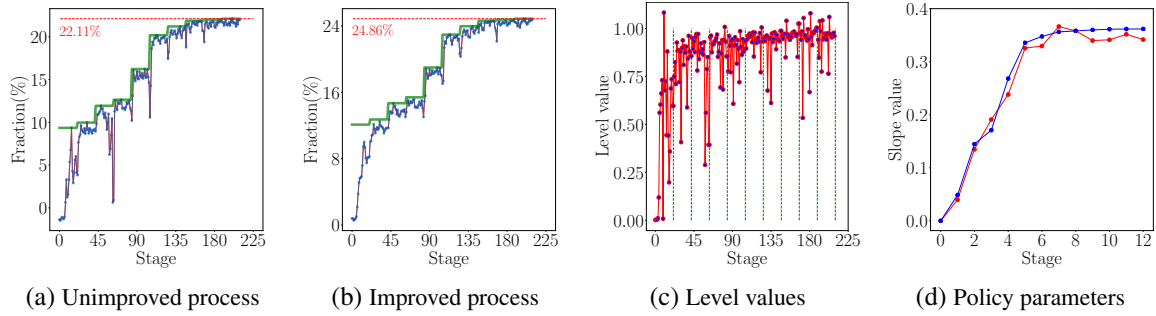 22.11%
Fraction(%)
20
15
10
5
0
0 45 90 135 180 225
Stage
(a) Unimproved process
24.86%
Fraction(%)
24
16
8
0
0 45 90 135 180 225
Stage
(b) Improved process
Level value
1.00
0.75
0.50
0.25
0.00
0 45 90 135 180 225
Stage
(c) Level values
Slope value
0.4
0.3
0.2
0.1
0.0
0 2 4 6 8 10 12
Stage
(d) Policy parameters